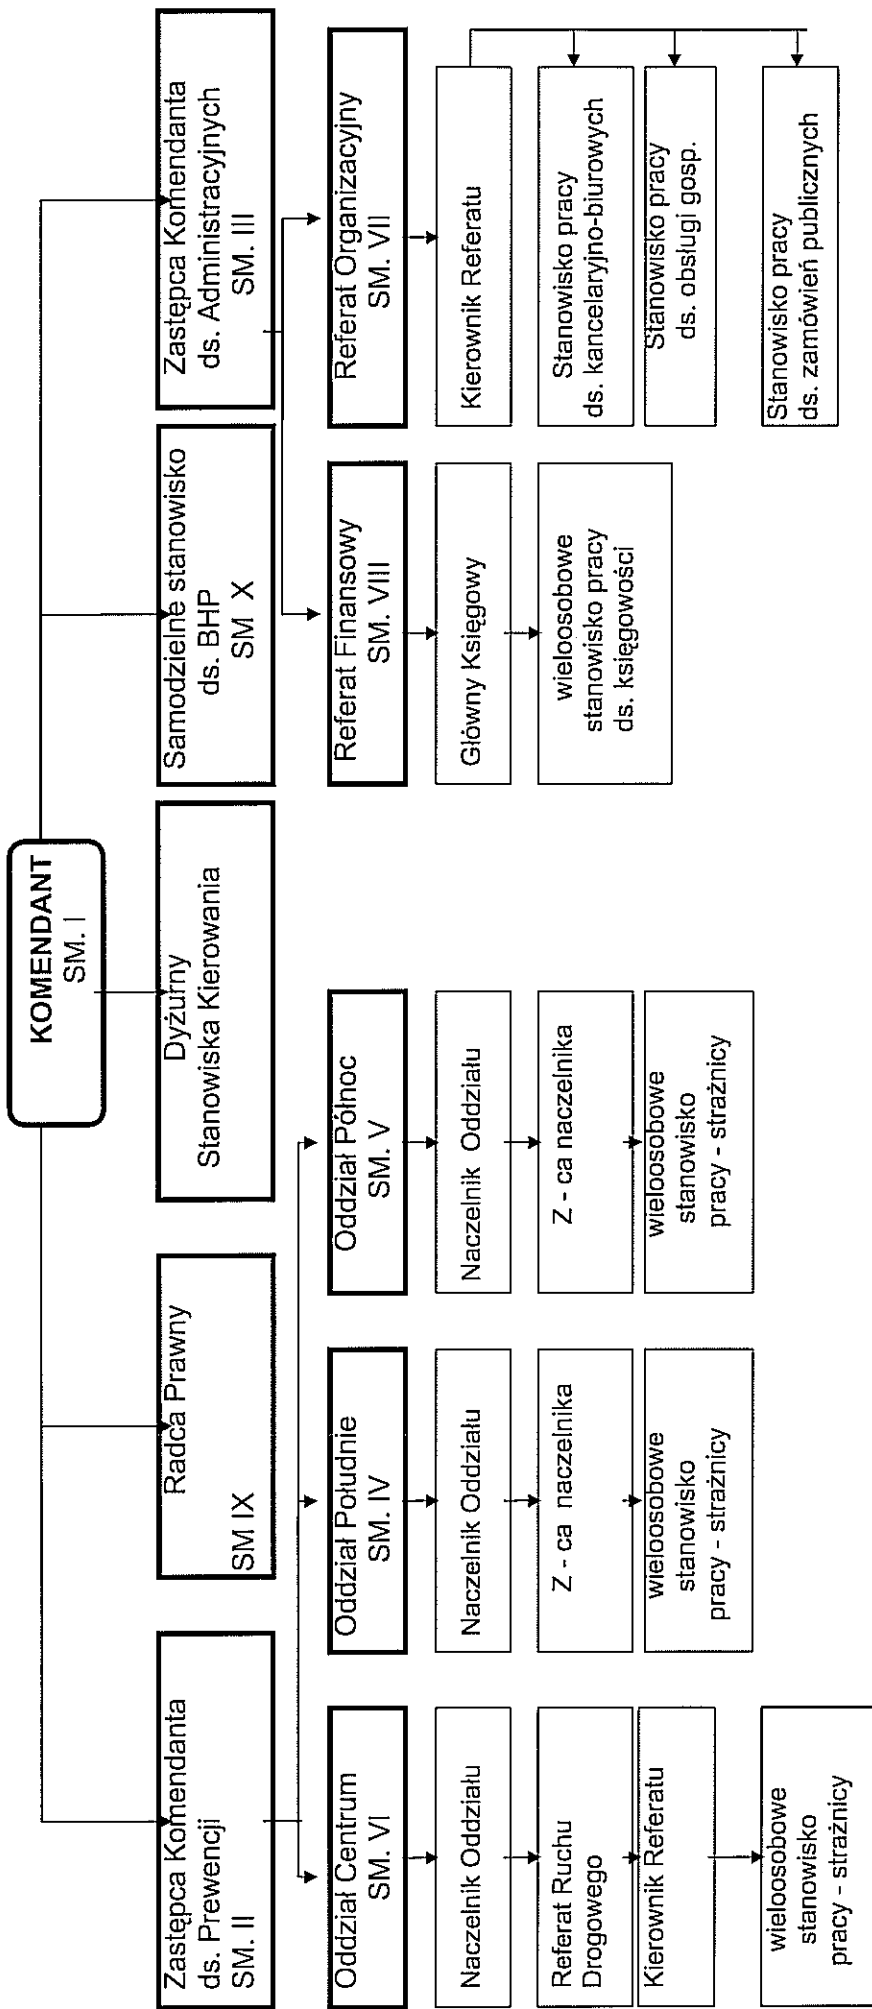 KOMENDANT
SM. I
Zastępca Komendanta
ds. Prewencji
SM. II
Radca Prawny
SM IX
Dyżurny
Stanowiska Kierowania
Samodzielne stanowisko
ds. BHP
SM X
Zastępca Komendanta
ds. Administracyjnych
SM. III
Oddział Centrum
SM. VI
Oddział Południe
SM. IV
Oddział Północ
SM. V
Referat Finansowy
SM. VIII
Referat Organizacyjny
SM. VII
Naczelnik Oddziału
Naczelnik Oddziału
Naczelnik Oddziału
Główny Księgowy
Kierownik Referatu
Referat Ruchu
Drogowego
Z - ca naczelnika
Z - ca naczelnika
wieloosobowe
stanowisko pracy
ds. księgowości
Stanowisko pracy
ds. kancelaryjno-biurowych
Kierownik Referatu
wieloosobowe
stanowisko
pracy - strażnicy
wieloosobowe
stanowisko
pracy - strażnicy
Stanowisko pracy
ds. obsługi gosp.
wieloosobowe
stanowisko
pracy - strażnicy
Stanowisko pracy
ds. zamówień publicznych